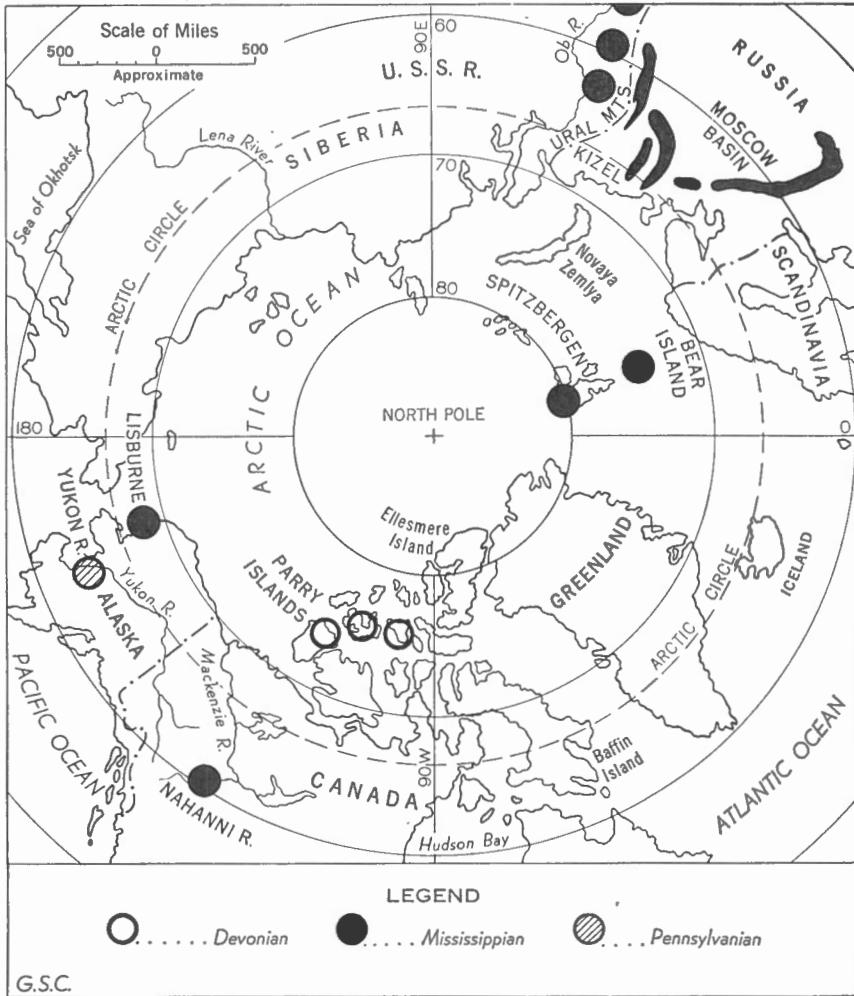 Scale of Miles
500 0 500
Approximate
90E
60
Ob R.
U.S.S.R.
RUSSIA
URAL MTS.
KIZEL
MOSCOW
BASIN
Lena River
SIBERIA
70
Sea of Okhotsk
ARCTIC CIRCLE
ARCTIC OCEAN
Novaya
Zemlya
SCANDINAVIA
80
SPITZBERGEN
BEAR
ISLAND
NORTH POLE
180
0
LISBURNE
YUKON R.
Yukon R.
ALASKA
Ellesmere
Island
PARRY
ISLANDS
GREENLAND
ICELAND
ARCTIC CIRCLE
Mackenzie R.
PACIFIC OCEAN
NAHANNI R.
CANADA
90W
Baffin
Island
Hudson Bay
ATLANTIC OCEAN
LEGEND
...... Devonian
..... Mississippian
.... Pennsylvanian
G.S.C.